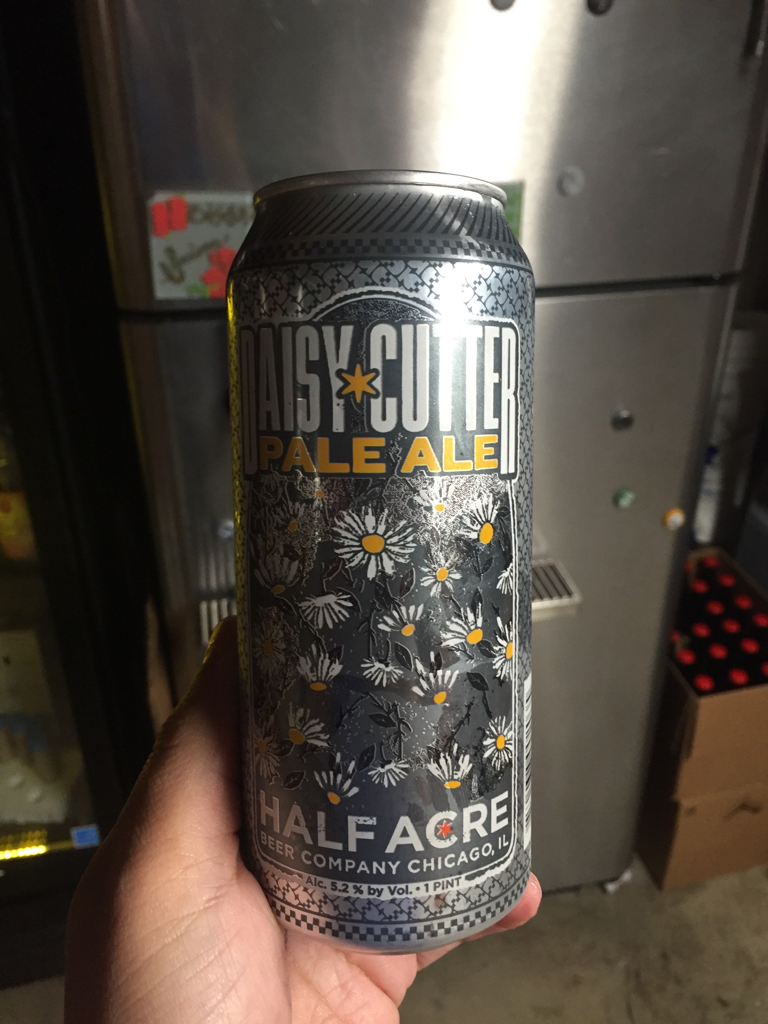 DAISY CUTTER
PALE ALE
HALF ACRE
BEER COMPANY CHICAGO, IL
Alc. 5.2 % by Vol. • 1 PINT